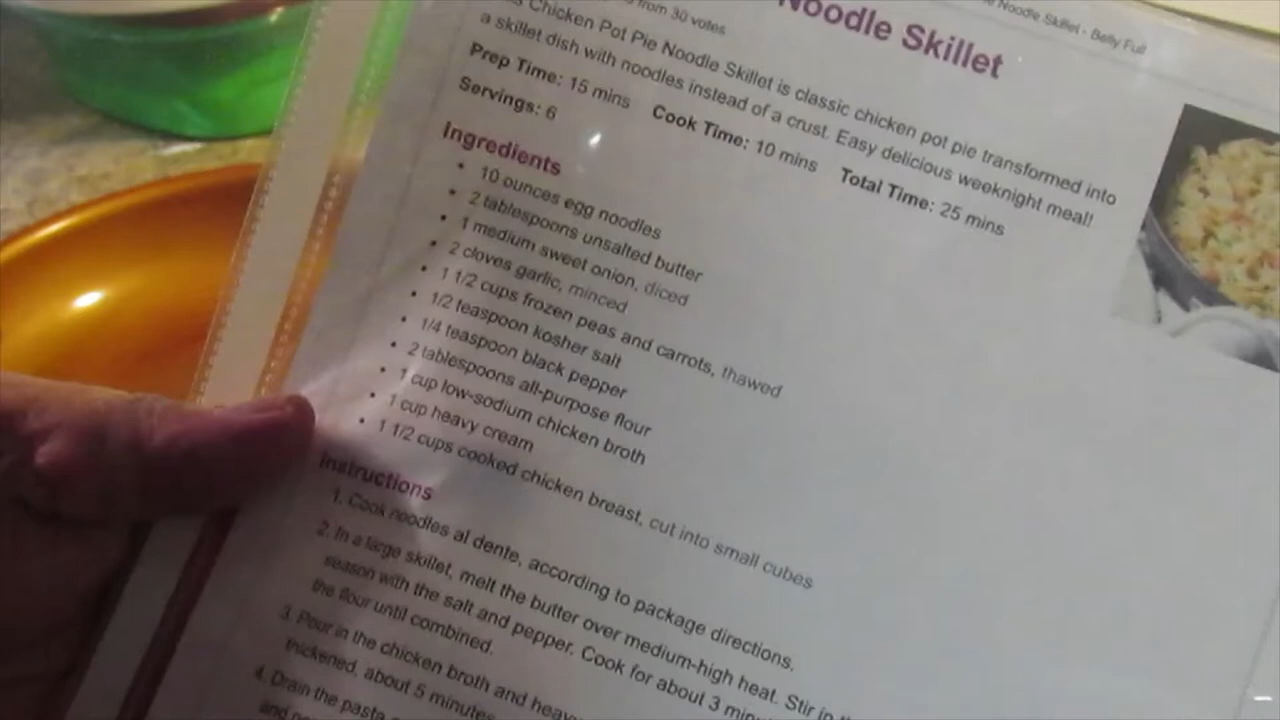 Noodle Skillet - Belly Full
from 30 votes
Noodle Skillet
Chicken Pot Pie Noodle Skillet is classic chicken pot pie transformed into
a skillet dish with noodles instead of a crust. Easy delicious weeknight meal!
Prep Time: 15 mins Cook Time: 10 mins Total Time: 25 mins
Servings: 6
Ingredients
• 10 ounces egg noodles
• 2 tablespoons unsalted butter
• 1 medium sweet onion, diced
• 2 cloves garlic, minced
• 1 1/2 cups frozen peas and carrots, thawed
• 1/2 teaspoon kosher salt
• 1/4 teaspoon black pepper
• 2 tablespoons all-purpose flour
• 1 cup low-sodium chicken broth
• 1 cup heavy cream
• 1 1/2 cups cooked chicken breast, cut into small cubes
Instructions
1. Cook noodles al dente, according to package directions.
2. In a large skillet, melt the butter over medium-high heat. Stir in
season with the salt and pepper. Cook for about 3
the flour until combined.
3. Pour in the chicken broth and
thickened, about 5 minutes
4. Drain the pasta
and